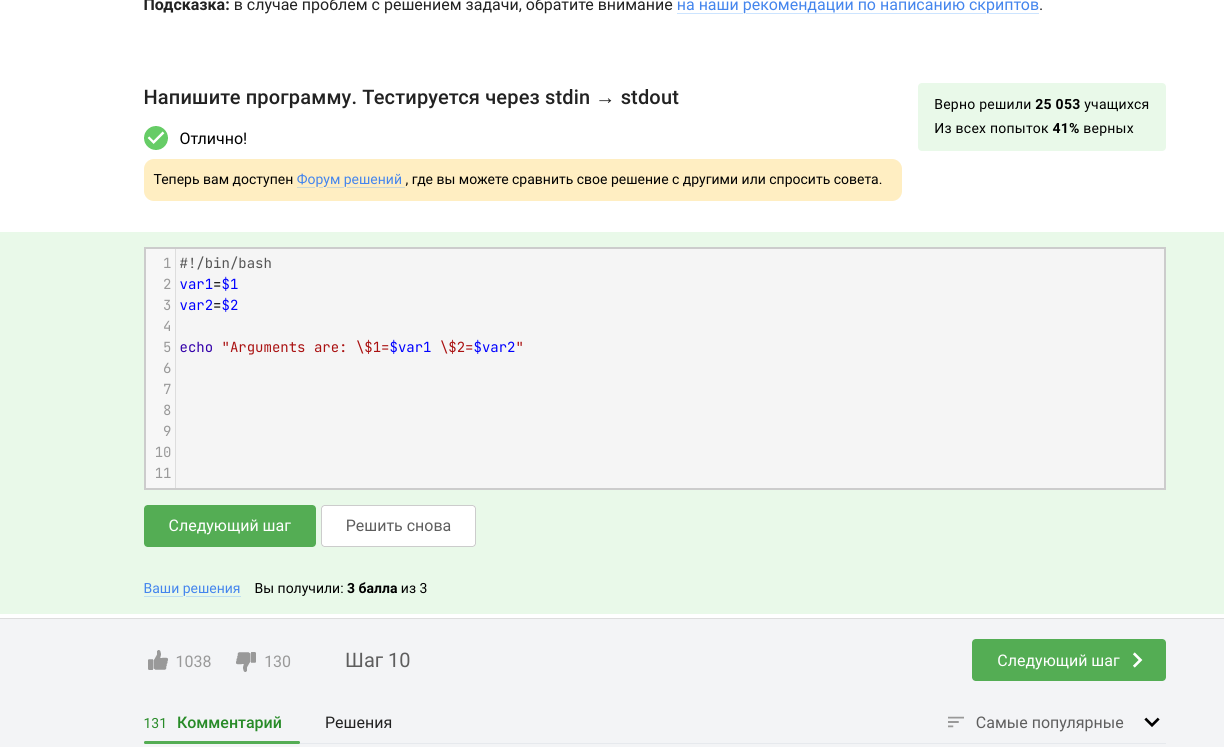 Подсказка: в случае проблем с решением задачи, обратите внимание на наши рекомендации по написанию скриптов.
Напишите программу. Тестируется через stdin → stdout
Верно решили 25 053 учащихся
Из всех попыток 41% верных
Отлично!
Теперь вам доступен Форум решений , где вы можете сравнить свое решение с другими или спросить совета.
1 #!/bin/bash
2 var1=$1
3 var2=$2
4
5 echo "Arguments are: \$1=$var1 \$2=$var2"
6
7
8
9
10
11
Следующий шаг Решить снова
Ваши решения Вы получили: 3 балла из 3
1038 130 Шаг 10 Следующий шаг
131 Комментарий Решения Самые популярные